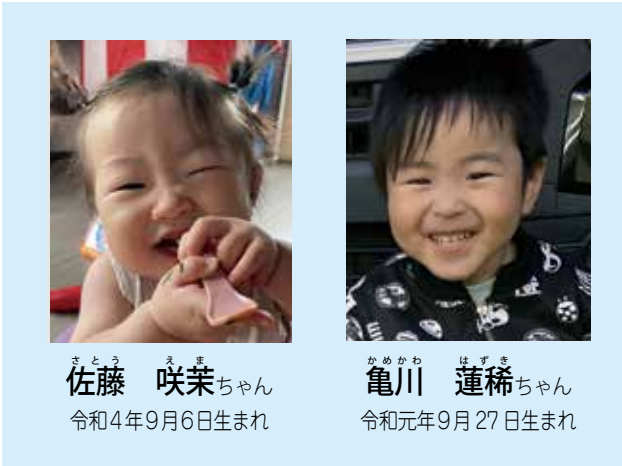 さとう えま
佐藤 咲茉ちゃん
令和4年9月6日生まれ
かめかわ はずき
亀川 蓮稀ちゃん
令和元年9月27日生まれ